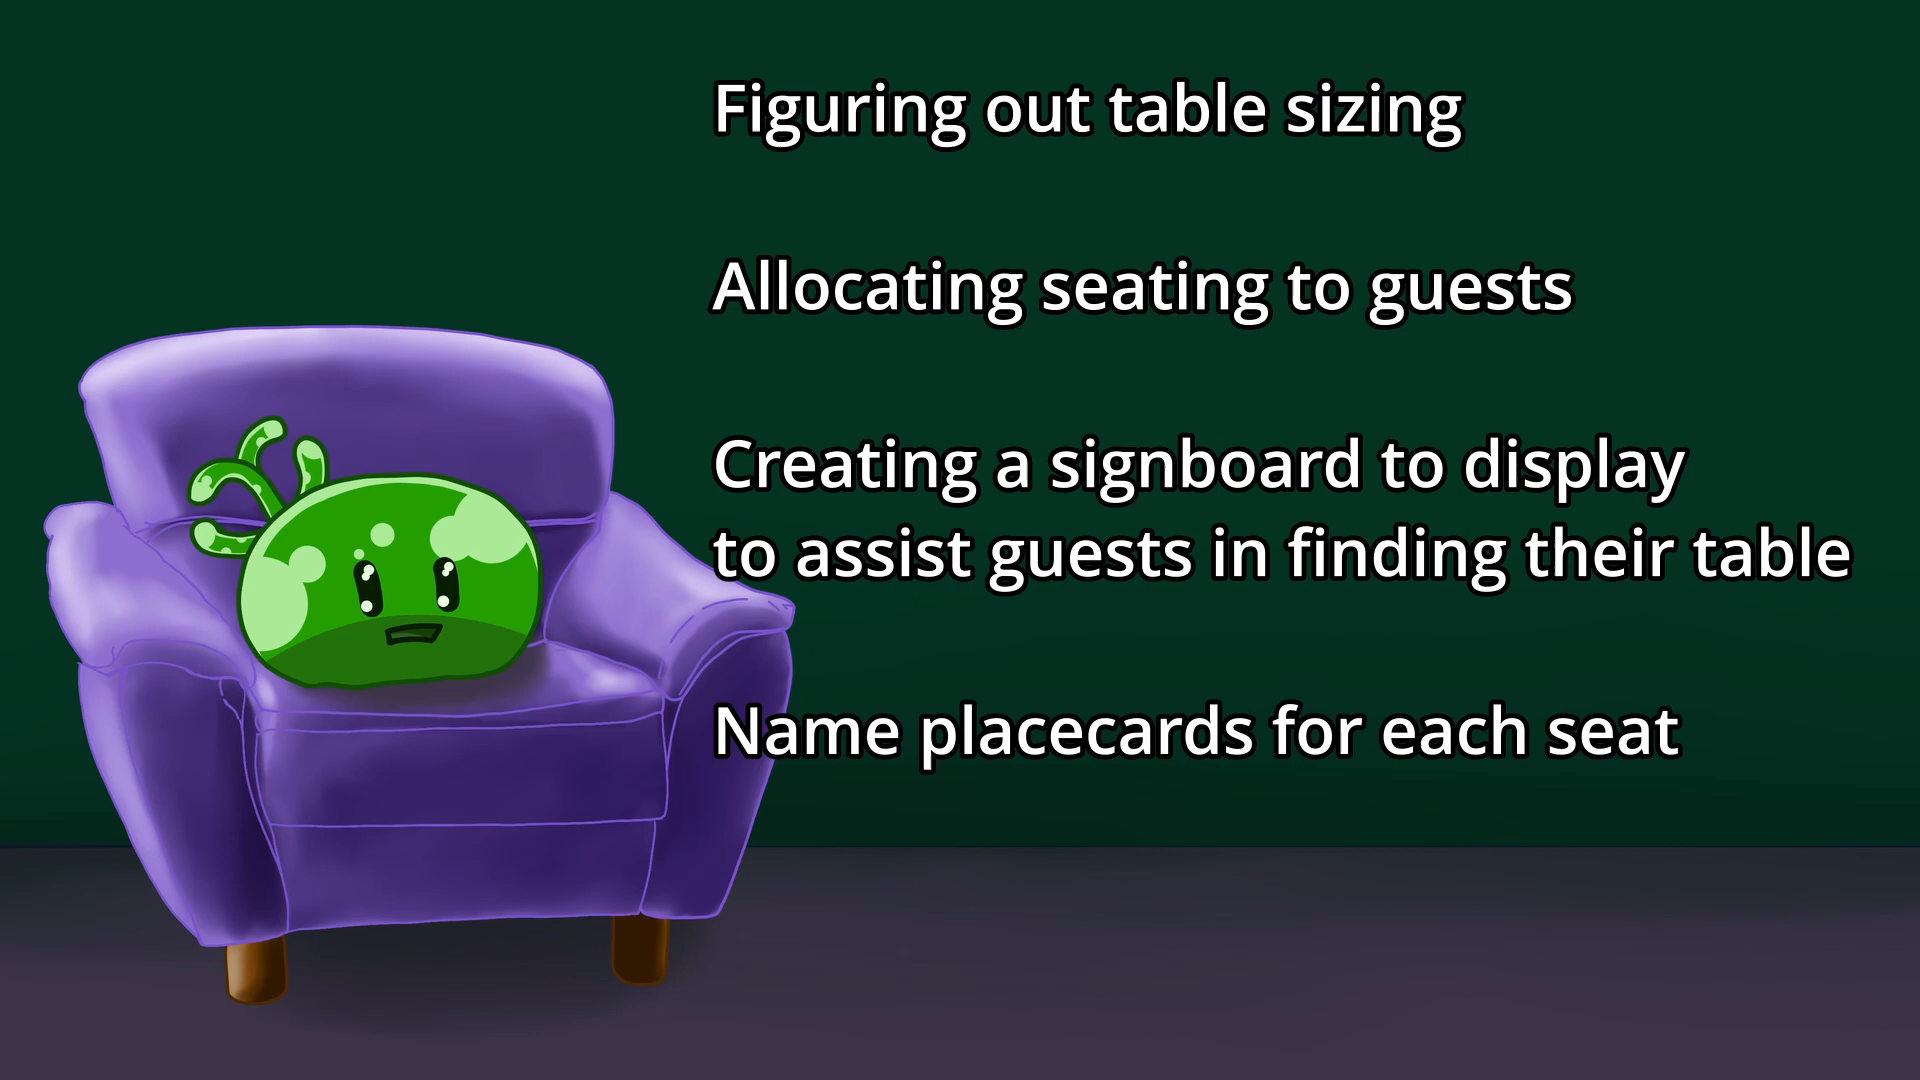 Figuring out table sizing
Allocating seating to guests
Creating a signboard to display
to assist guests in finding their table
Name placecards for each seat